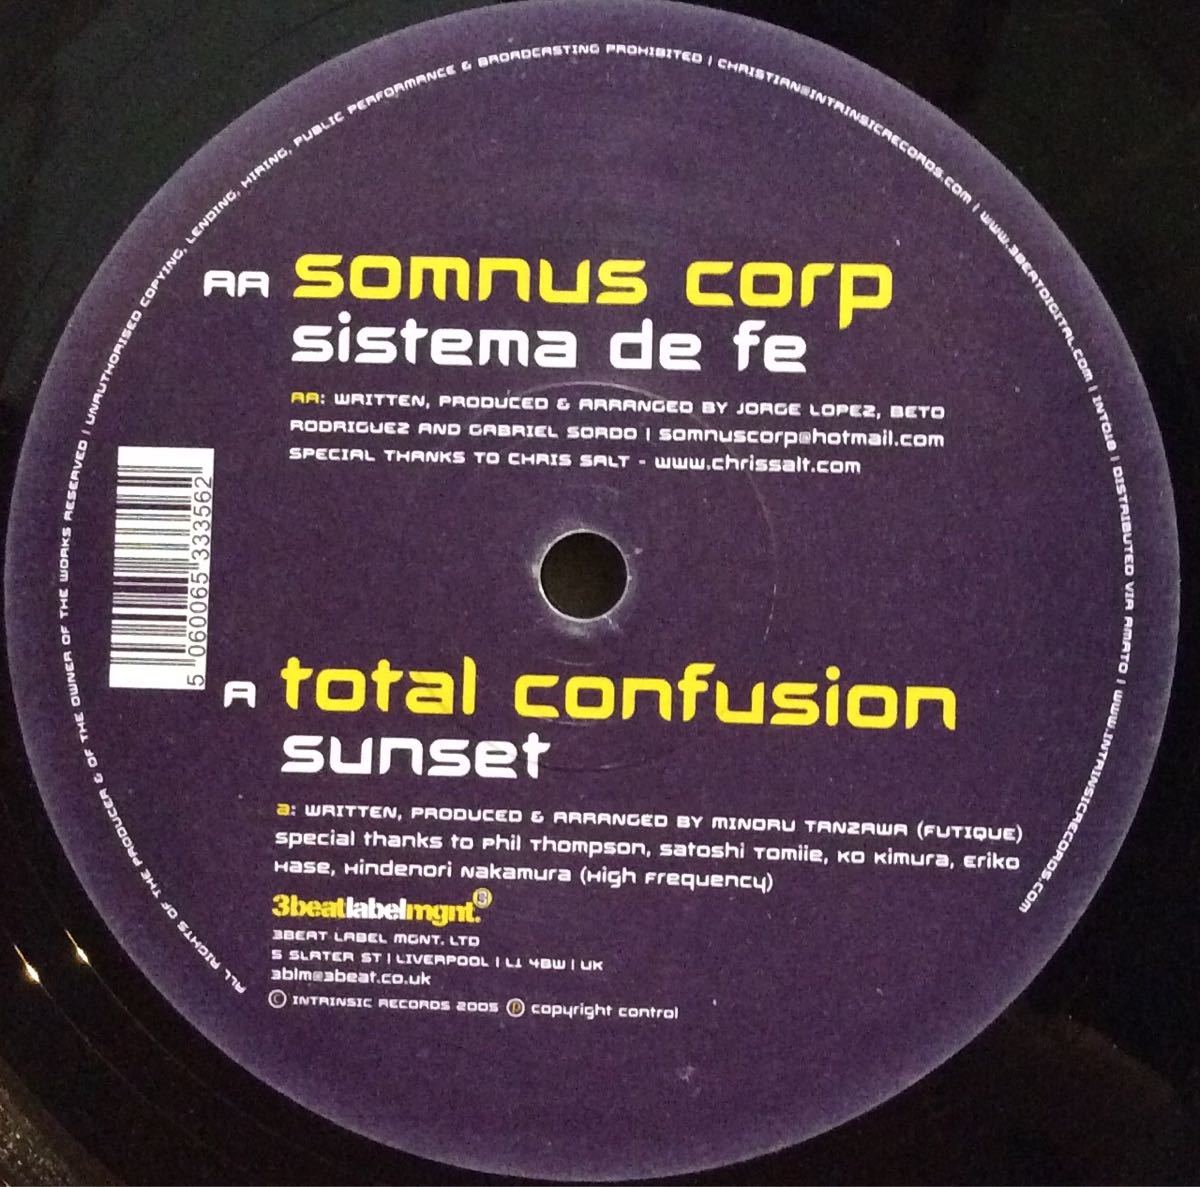 ALL RIGHTS OF THE PRODUCER & OF THE OWNER OF THE WORKS RESERVED | UNAUTHORISED COPYING, LENDING, HIRING, PUBLIC PERFORMANCE & BROADCASTING PROHIBITED | CHRISTIAN@INTRINSICRECORDS.COM | WWW.3BEATDIGITAL.COM | INT018 | DISTRIBUTED VIA AMATO | WWW.INTRINSICRECORDS.COM
AA somnus corp
sistema de fe
AA: WRITTEN, PRODUCED & ARRANGED BY JORGE LOPEZ, BETO
RODRIGUEZ AND GABRIEL SORDO | somnuscorp@hotmail.com
SPECIAL THANKS TO CHRIS SALT - www.chrissalt.com
5 060065 333562
A total confusion
sunset
a: WRITTEN, PRODUCED & ARRANGED BY MINORU TANZAWA (FUTIQUE)
special thanks to Phil Thompson, Satoshi Tomiie, Ko Kimura, Eriko
Hase, Hindenori Nakamura (High Frequency)
3beatlabelmgnt.
3BEAT LABEL MGNT. LTD
5 SLATER ST | LIVERPOOL | L1 4BW | UK
3blm@3beat.co.uk
© INTRINSIC RECORDS 2005 ℗ copyright control